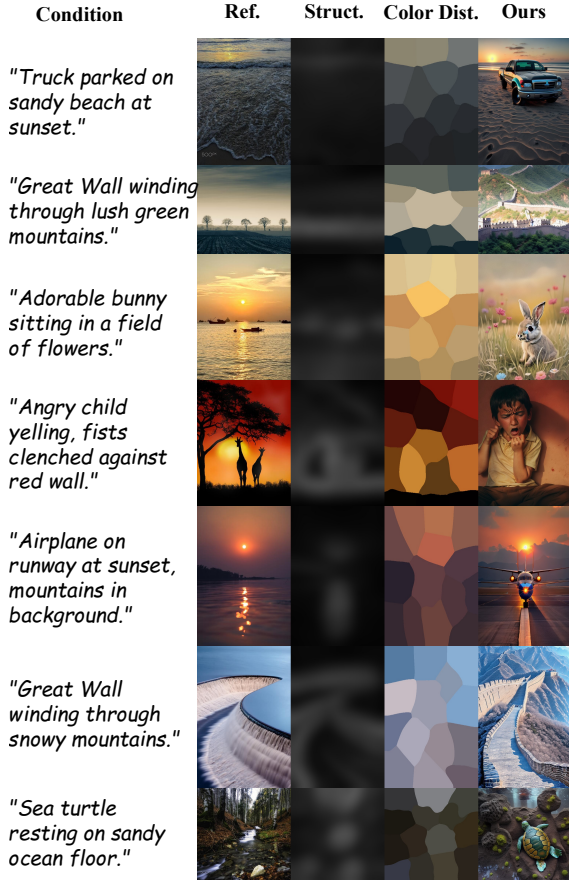 Condition Ref. Struct. Color Dist. Ours
"Truck parked on
sandy beach at
sunset."
"Great Wall winding
through lush green
mountains."
"Adorable bunny
sitting in a field
of flowers."
"Angry child
yelling, fists
clenched against
red wall."
"Airplane on
runway at sunset,
mountains in
background."
"Great Wall
winding through
snowy mountains."
"Sea turtle
resting on sandy
ocean floor."